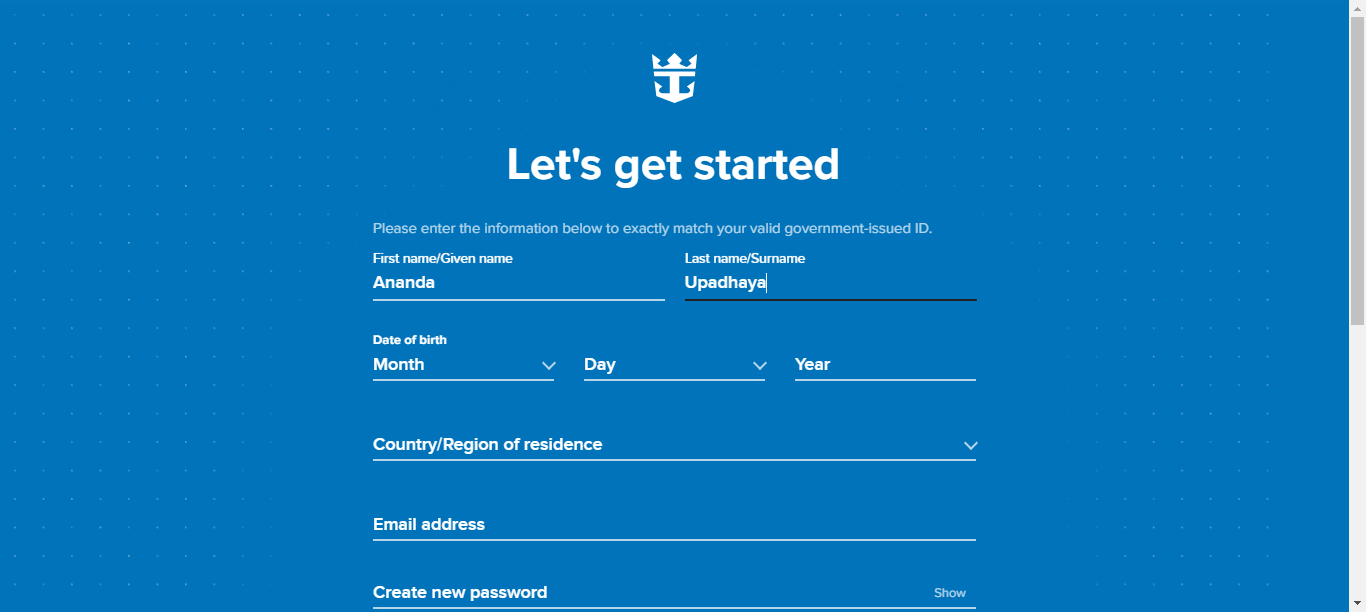 Let's get started
Please enter the information below to exactly match your valid government-issued ID.
First name/Given name Last name/Surname
Ananda Upadhaya
Date of birth
Month Day Year
Country/Region of residence
Email address
Create new password Show